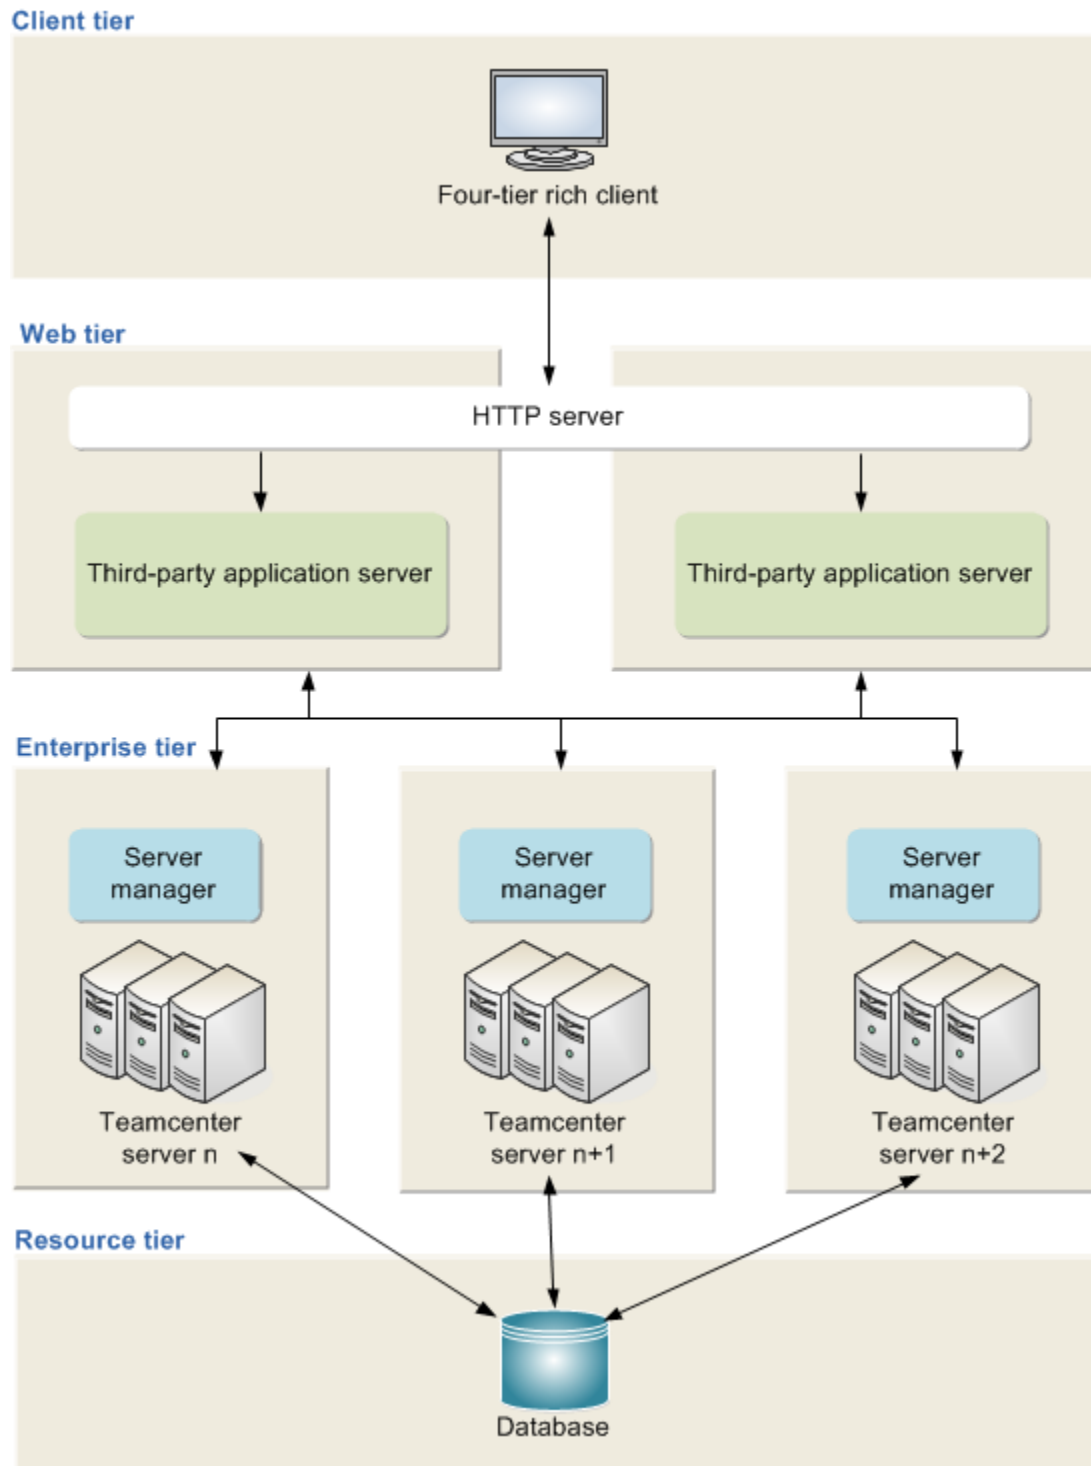 Client tier
Four-tier rich client
Web tier
HTTP server
Third-party application server
Third-party application server
Enterprise tier
Server
manager
Server
manager
Server
manager
Teamcenter
server n
Teamcenter
server n+1
Teamcenter
server n+2
Resource tier
Database